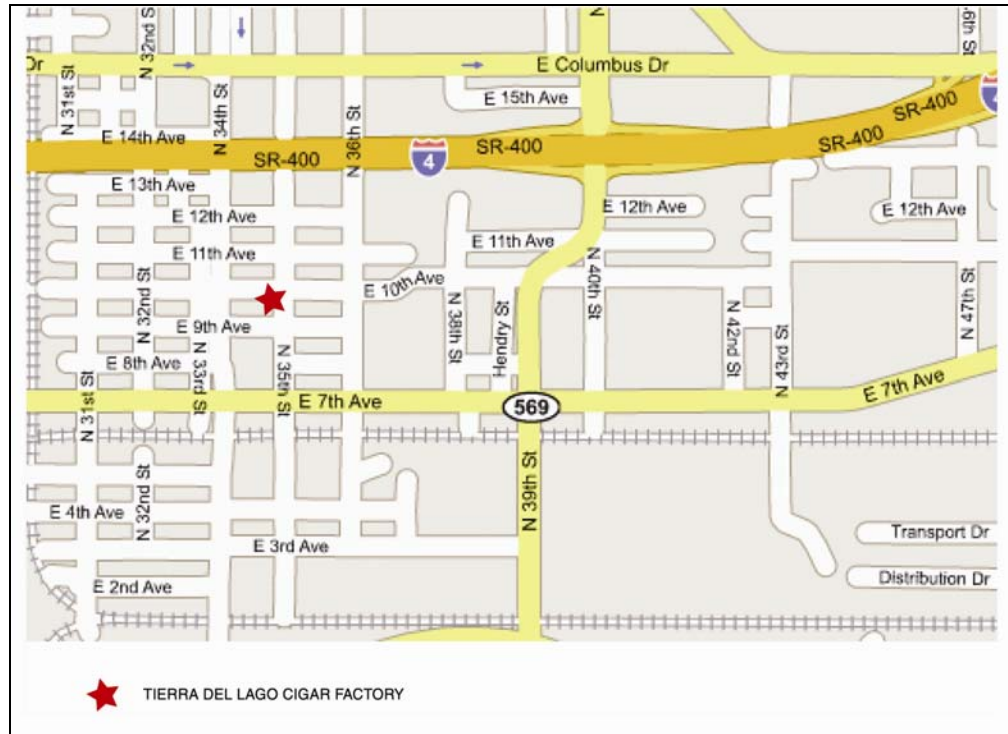 N 32nd S
N
N 49th St
Dr
E Columbus Dr
N 31st St
N 34th St
N 36th St
E 15th Ave
E 14th Ave
SR-400
4
SR-400
SR-400
SR-400
E 13th Ave
E 12th Ave
E 12th Ave
E 12th Ave
E 11th Ave
E 11th Ave
E 10th Ave
N 32nd St
N 38th St
Hendry St
N 40th St
N 42nd St
N 43rd St
N 47th St
E 9th Ave
E 8th Ave
N 33rd St
N 35th St
N 31st St
E 7th Ave
569
E 7th Ave
N 32nd St
N 39th St
E 4th Ave
E 3rd Ave
Transport Dr
E 2nd Ave
Distribution Dr
TIERRA DEL LAGO CIGAR FACTORY